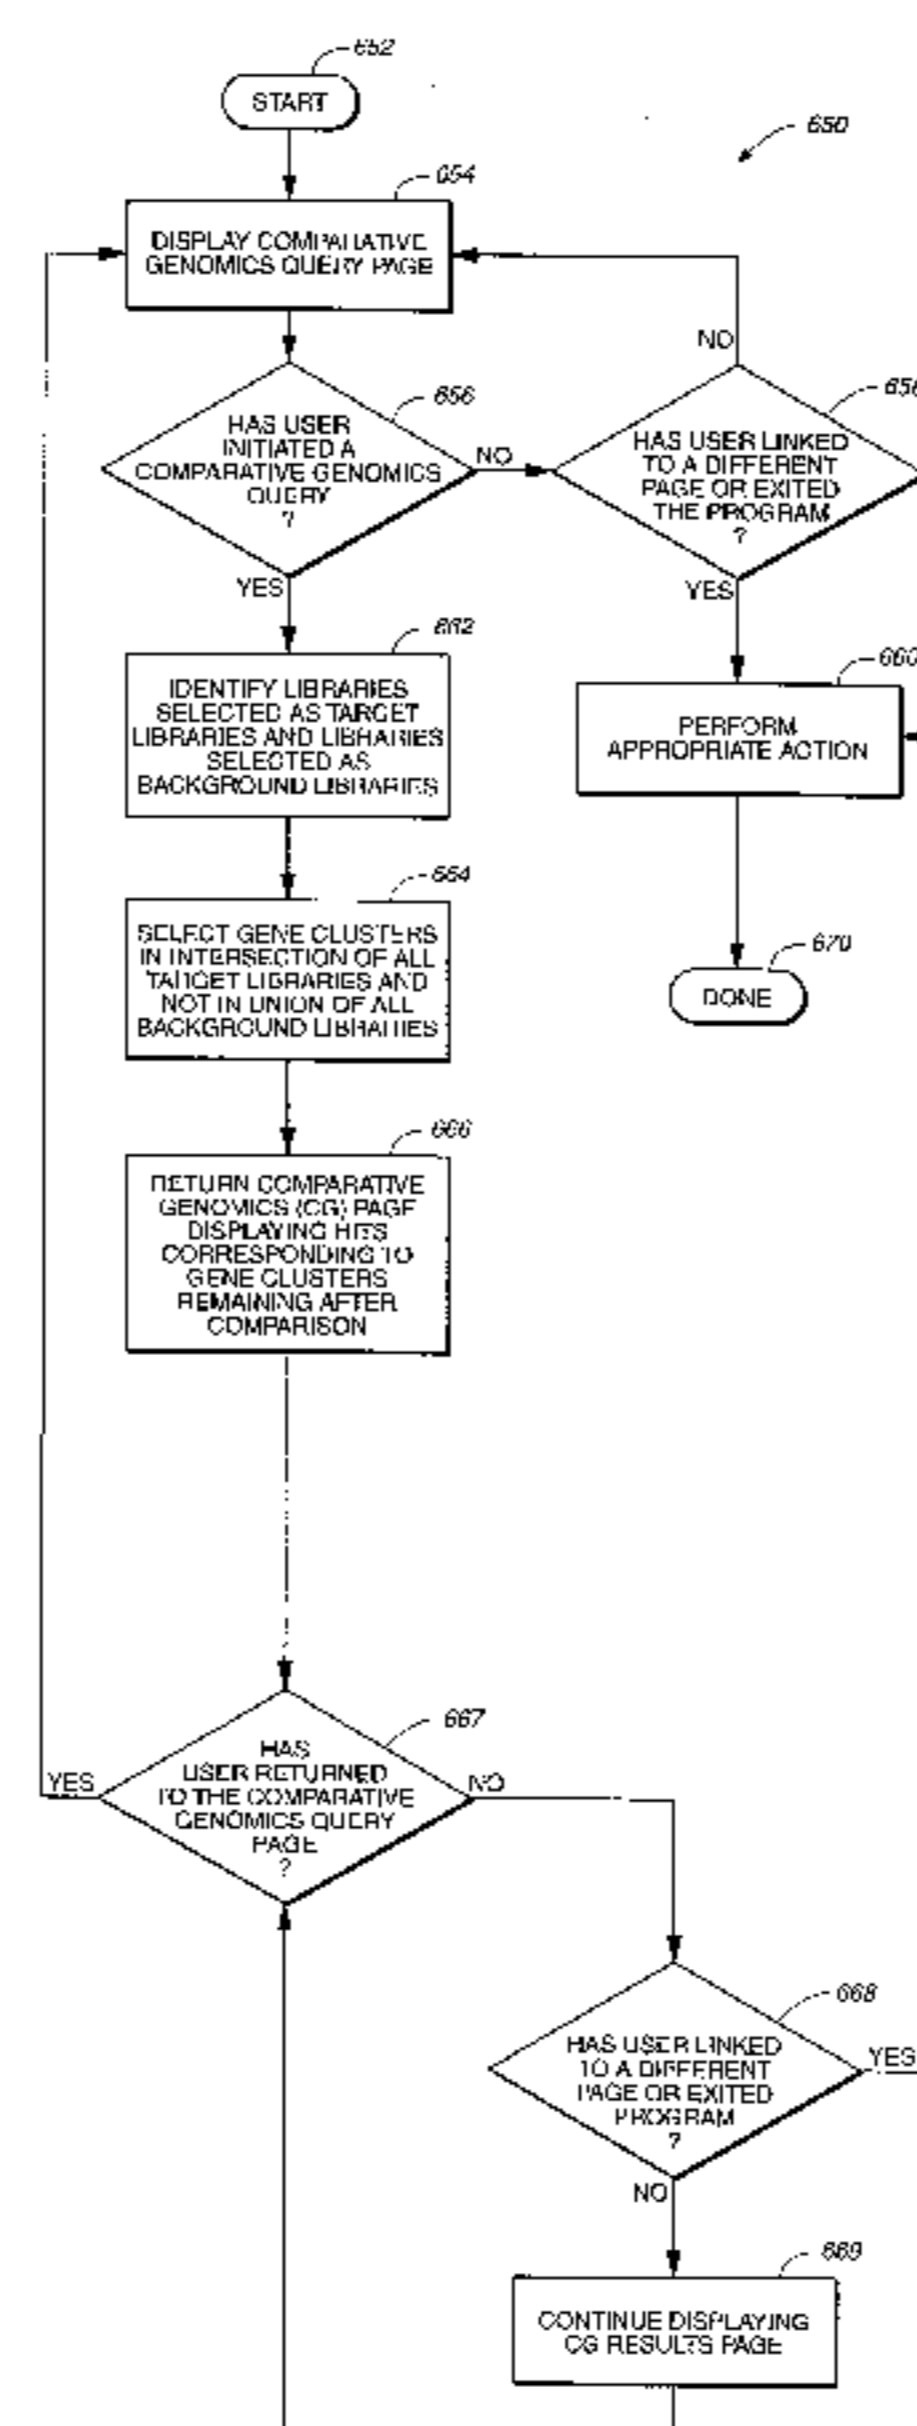 652
START
650
654
DISPLAY COMPARATIVE
GENOMICS QUERY PAGE
NO
656
HAS USER
INITIATED A
COMPARATIVE GENOMICS
QUERY
?
NO
HAS USER LINKED
TO A DIFFERENT
PAGE OR EXITED
THE PROGRAM
?
YES
YES
662
IDENTIFY LIBRARIES
SELECTED AS TARGET
LIBRARIES AND LIBRARIES
SELECTED AS
BACKGROUND LIBRARIES
660
PERFORM
APPROPRIATE ACTION
664
SELECT GENE CLUSTERS
IN INTERSECTION OF ALL
TARGET LIBRARIES AND
NOT IN UNION OF ALL
BACKGROUND LIBRARIES
670
DONE
666
RETURN COMPARATIVE
GENOMICS (CG) PAGE
DISPLAYING HITS
CORRESPONDING TO
GENE CLUSTERS
REMAINING AFTER
COMPARISON
667
HAS
USER RETURNED
TO THE COMPARATIVE
GENOMICS QUERY
PAGE
?
YES
NO
668
HAS USER LINKED
TO A DIFFERENT
PAGE OR EXITED
PROGRAM
?
YES
NO
669
CONTINUE DISPLAYING
CG RESULTS PAGE